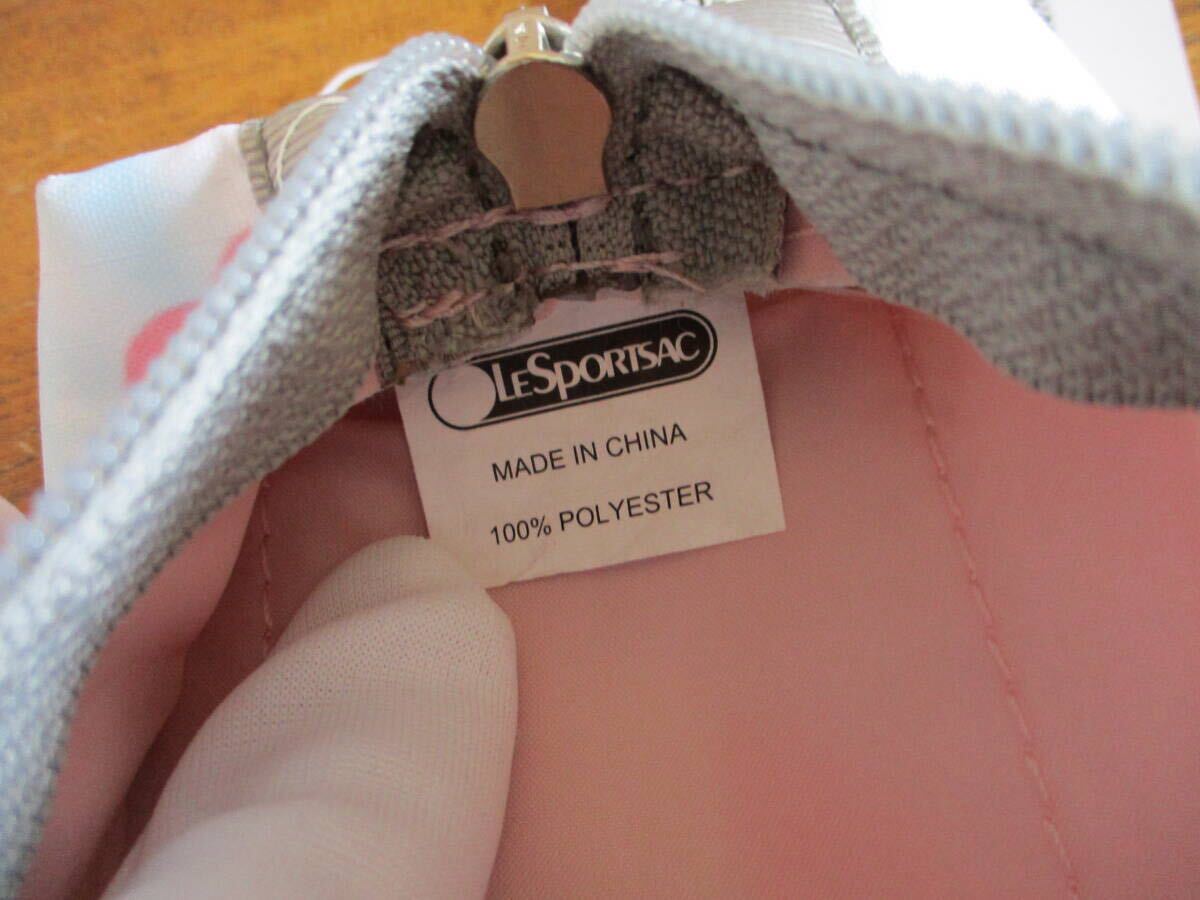 LESPORTSAC
MADE IN CHINA
100% POLYESTER